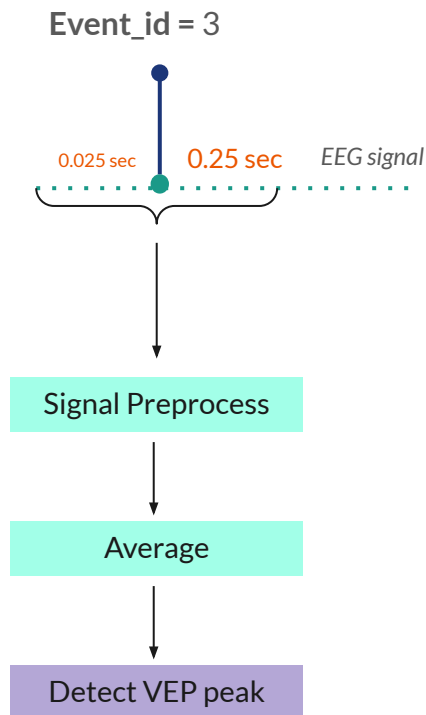 Event_id = 3
0.025 sec
0.25 sec
EEG signal
Signal Preprocess
Average
Detect VEP peak